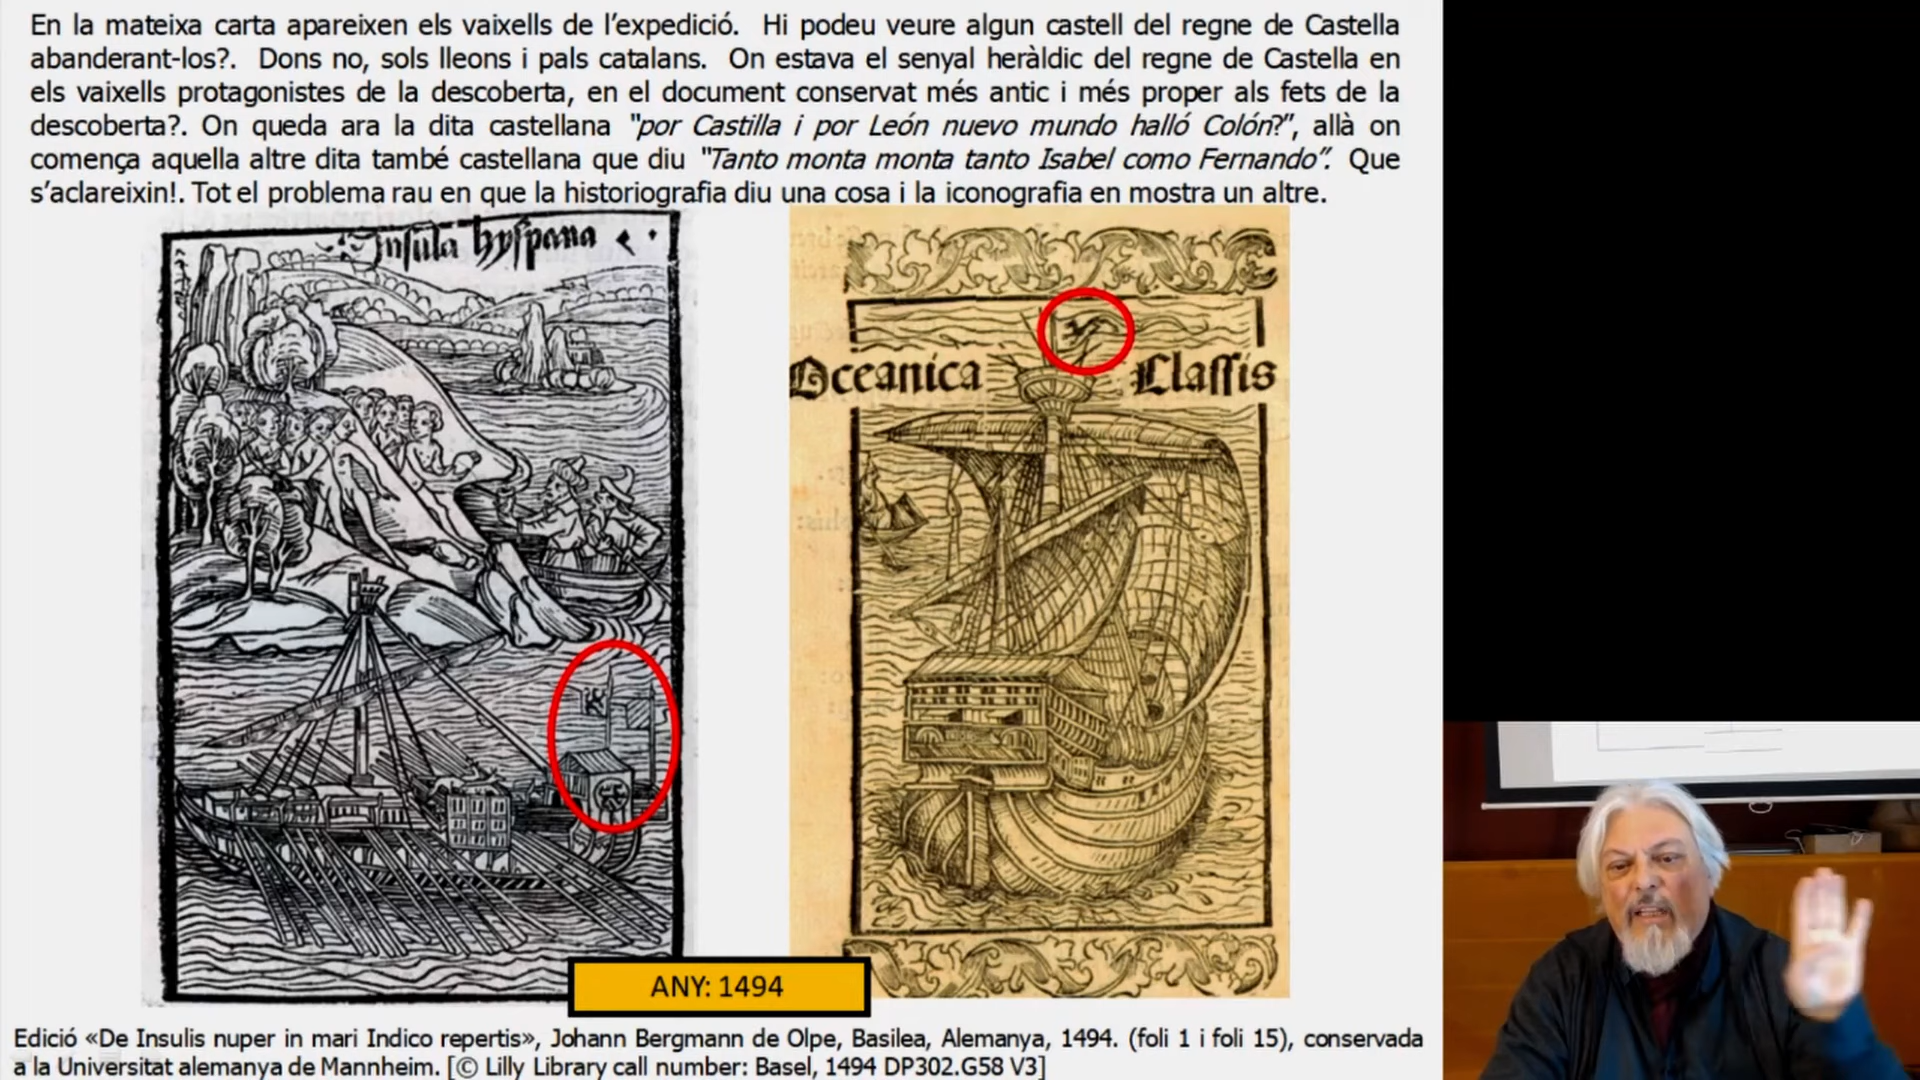 En la mateixa carta apareixen els vaixells de l'expedició. Hi podeu veure algun castell del regne de Castella
abanderant-los?. Dons no, sols lleons i pals catalans. On estava el senyal heràldic del regne de Castella en
els vaixells protagonistes de la descoberta, en el document conservat més antic i més proper als fets de la
descoberta?. On queda ara la dita castellana "por Castilla i por León nuevo mundo halló Colón?", allà on
comença aquella altre dita també castellana que diu "Tanto monta monta tanto Isabel como Fernando". Que
s'aclareixin!. Tot el problema rau en que la historiografia diu una cosa i la iconografia en mostra un altre.
Insula hyspana
Oceanica Classis
ANY: 1494
Edició «De Insulis nuper in mari Indico repertis», Johann Bergmann de Olpe, Basilea, Alemanya, 1494. (foli 1 i foli 15), conservada
a la Universitat alemanya de Mannheim. [© Lilly Library call number: Basel, 1494 DP302.G58 V3]